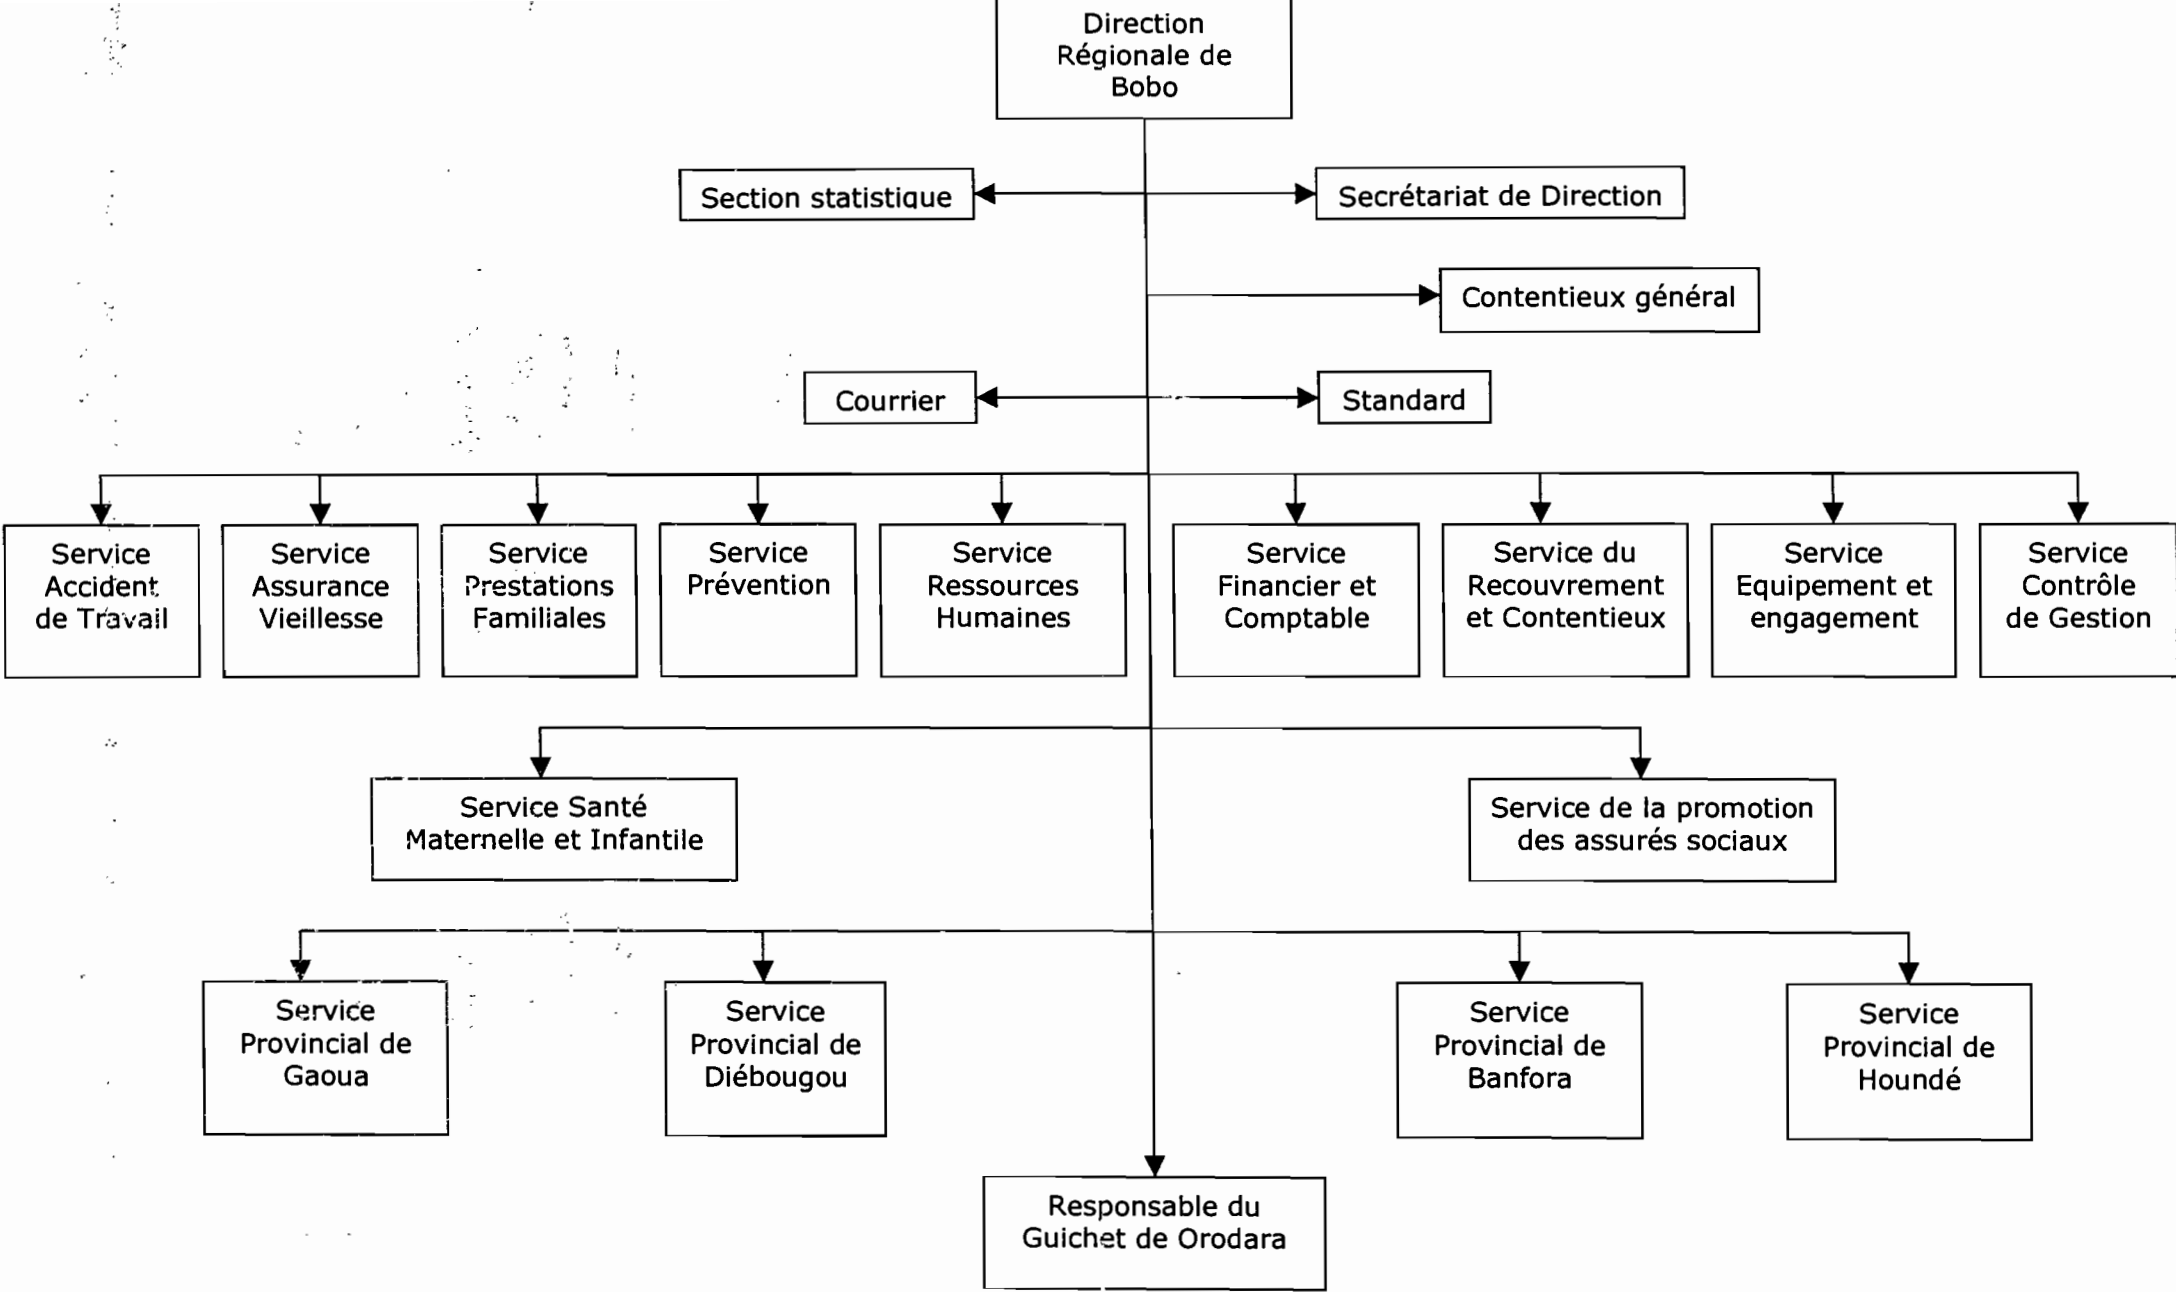 Direction
Régionale de
Bobo
Section statistique
Secrétariat de Direction
Contentieux général
Courrier
Standard
Service
Accident
de Travail
Service
Assurance
Vieillesse
Service
Prestations
Familiales
Service
Prévention
Service
Ressources
Humaines
Service
Financier et
Comptable
Service du
Recouvrement
et Contentieux
Service
Equipement et
engagement
Service
Contrôle
de Gestion
Service Santé
Maternelle et Infantile
Service de la promotion
des assurés sociaux
Service
Provincial de
Gaoua
Service
Provincial de
Diébougou
Service
Provincial de
Banfora
Service
Provincial de
Houndé
Responsable du
Guichet de Orodara